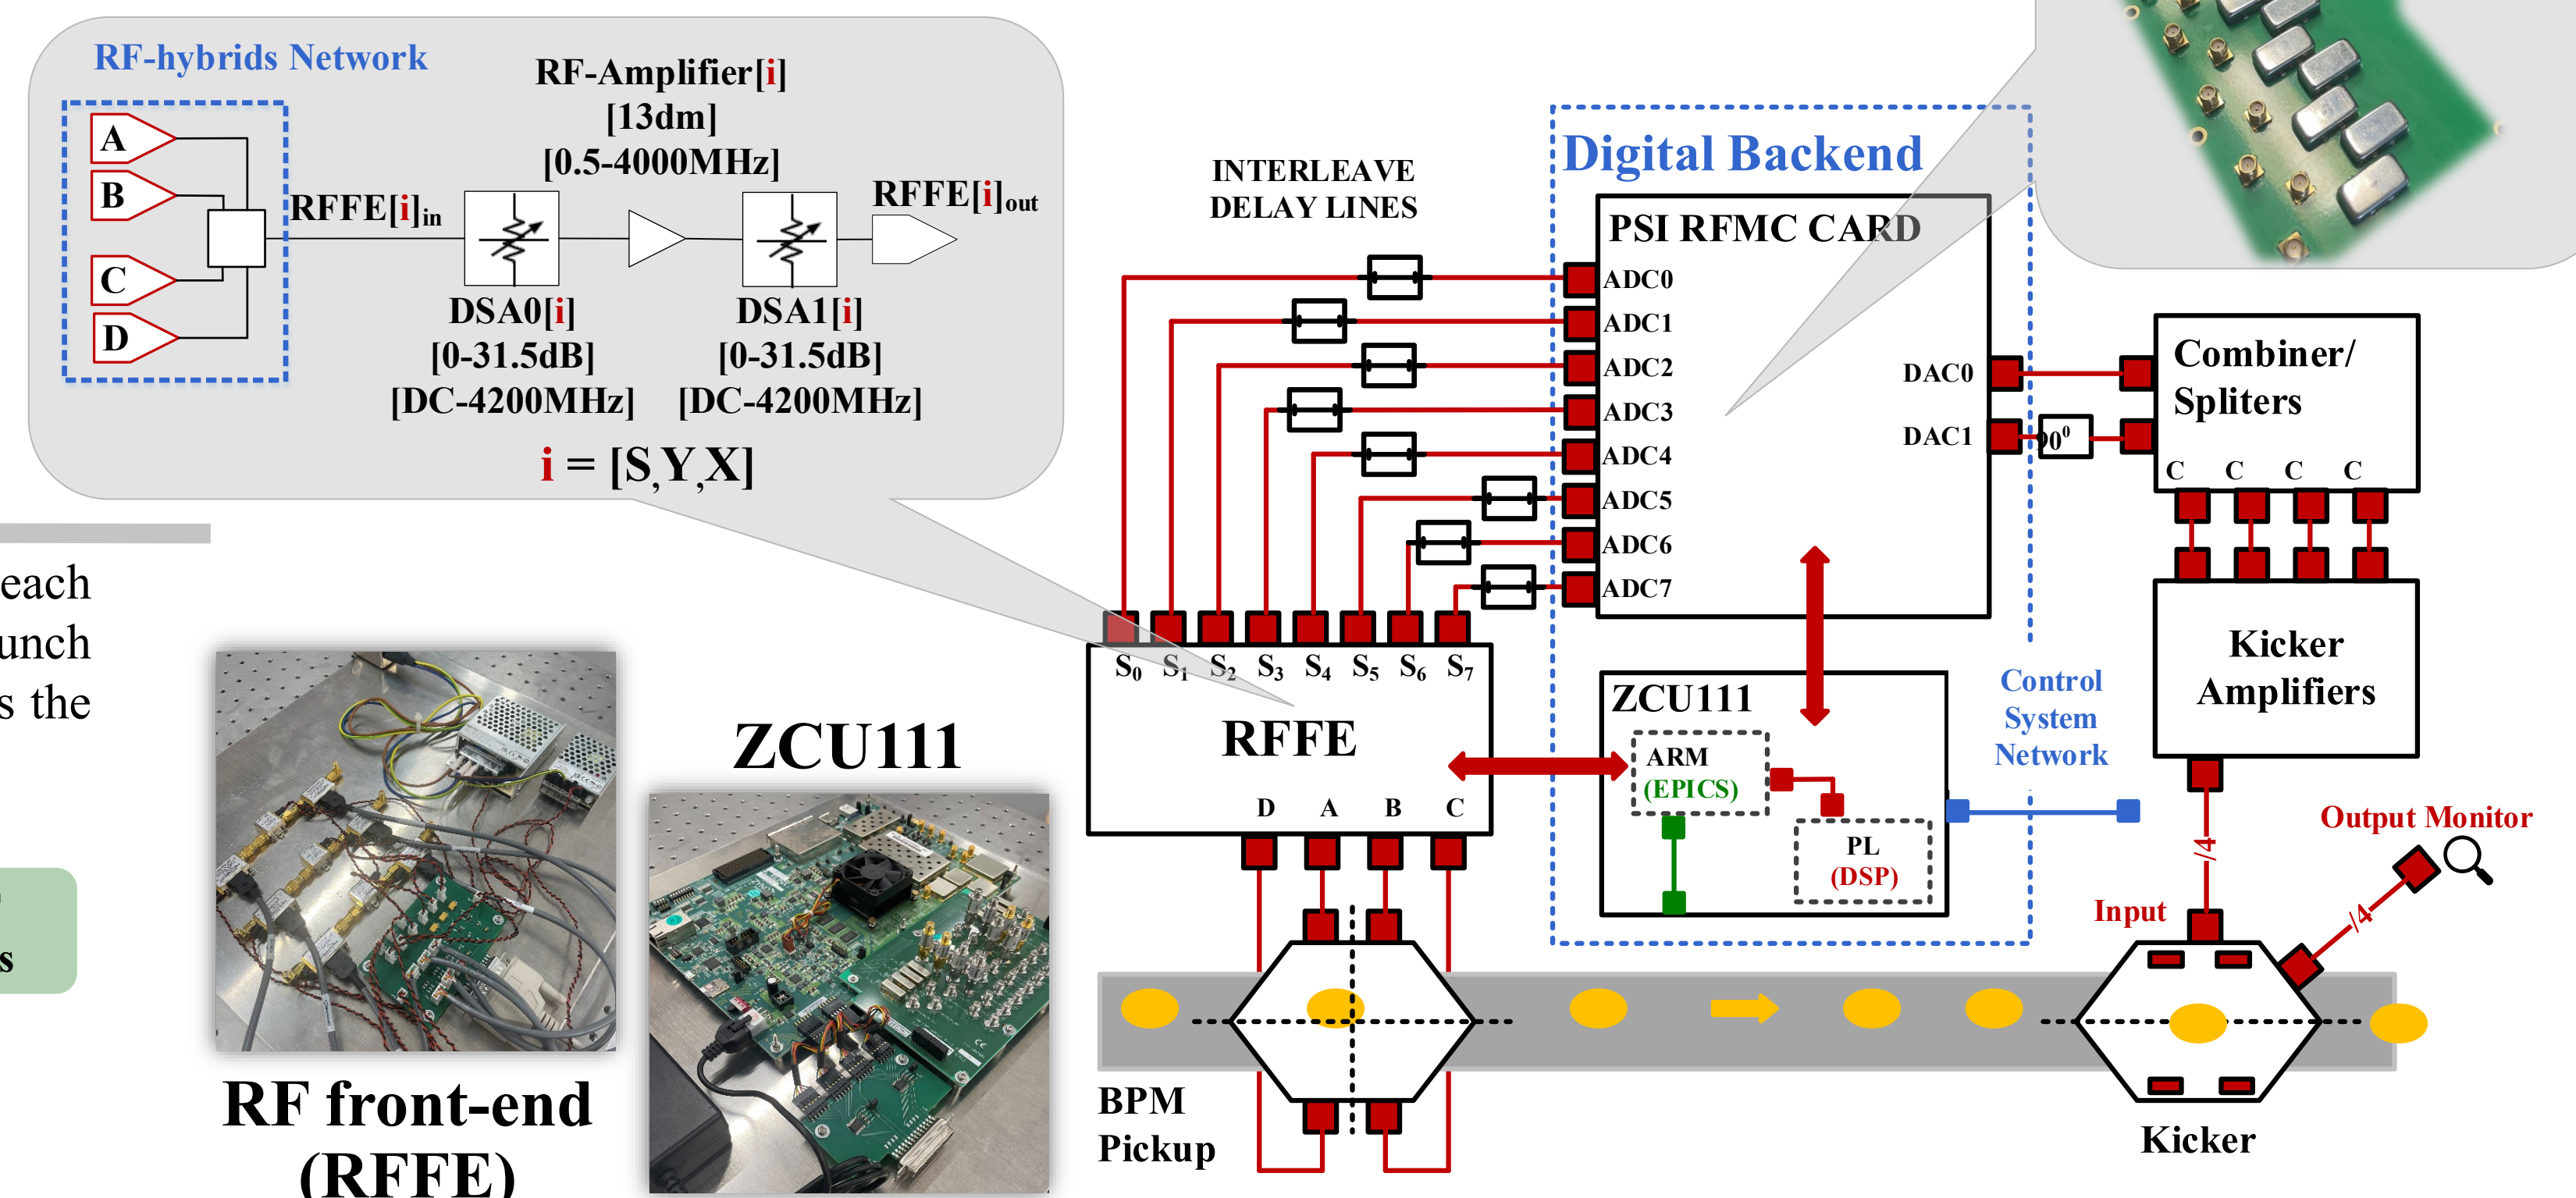 RF-hybrids Network
A
B
C
D
RFFE[i]in
RF-Amplifier[i]
[13dm]
[0.5-4000MHz]
RFFE[i]out
DSA0[i]
[0-31.5dB]
[DC-4200MHz]
DSA1[i]
[0-31.5dB]
[DC-4200MHz]
i = [S,Y,X]
each
unch
s the
s
RF front-end
(RFFE)
ZCU111
INTERLEAVE
DELAY LINES
Digital Backend
PSI RFMC CARD
ADC0
ADC1
ADC2
ADC3
ADC4
ADC5
ADC6
ADC7
DAC0
DAC1
90⁰
Combiner/
Spliters
C C C C
Kicker
Amplifiers
S₀ S₁ S₂ S₃ S₄ S₅ S₆ S₇
RFFE
D A B C
ZCU111
ARM
(EPICS)
PL
(DSP)
Control
System
Network
/4
Output Monitor
Input
/4
BPM
Pickup
Kicker